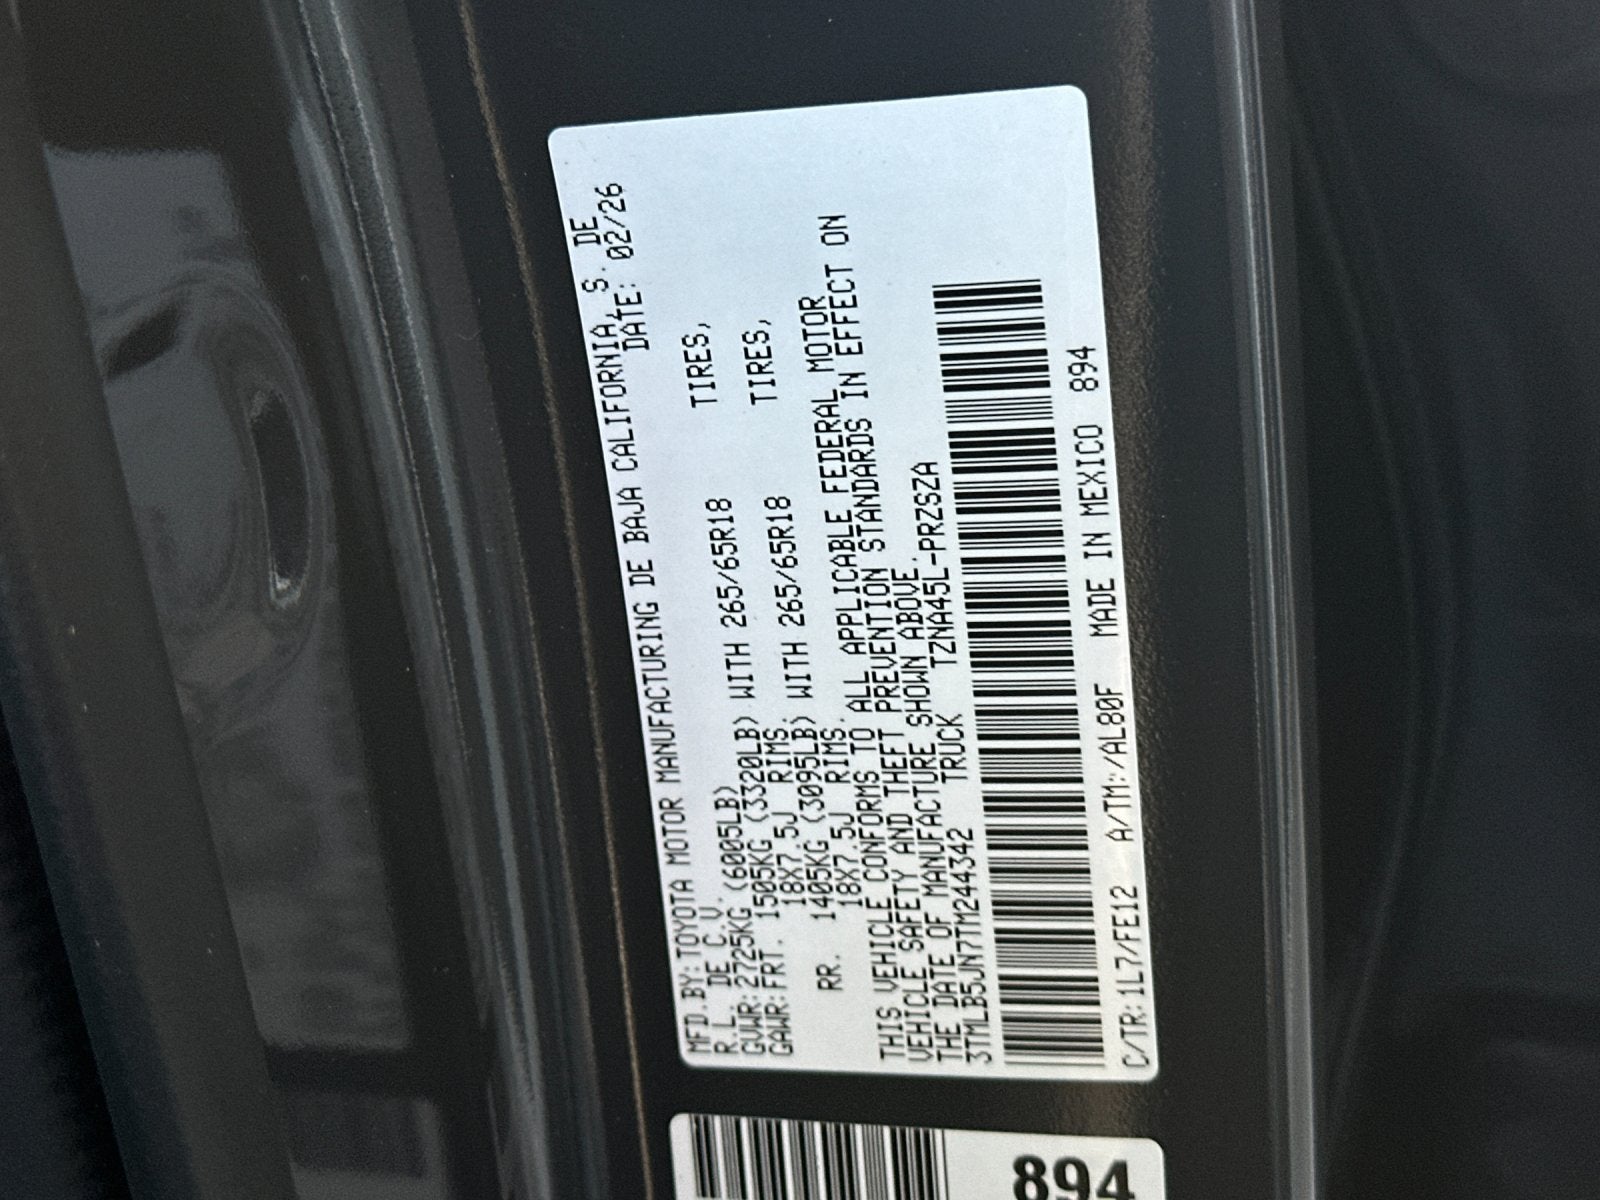 MFD.BY:TOYOTA MOTOR MANUFACTURING DE BAJA CALIFORNIA, S. DE
R.L. DE C.V. DATE: 02/26
GVWR:2725KG (6005LB)
GAWR:FRT. 1505KG (3320LB) WITH 265/65R18 TIRES,
18X7.5J RIMS.
RR. 1405KG (3095LB) WITH 265/65R18 TIRES,
18X7.5J RIMS.
THIS VEHICLE CONFORMS TO ALL APPLICABLE FEDERAL MOTOR
VEHICLE SAFETY AND THEFT PREVENTION STANDARDS IN EFFECT ON
THE DATE OF MANUFACTURE SHOWN ABOVE.
3TMLB5JN7TM244342 TRUCK TZNA45L-PRZSZA
C/TR:1L7/FE12 A/TM:/AL80F MADE IN MEXICO 894
894